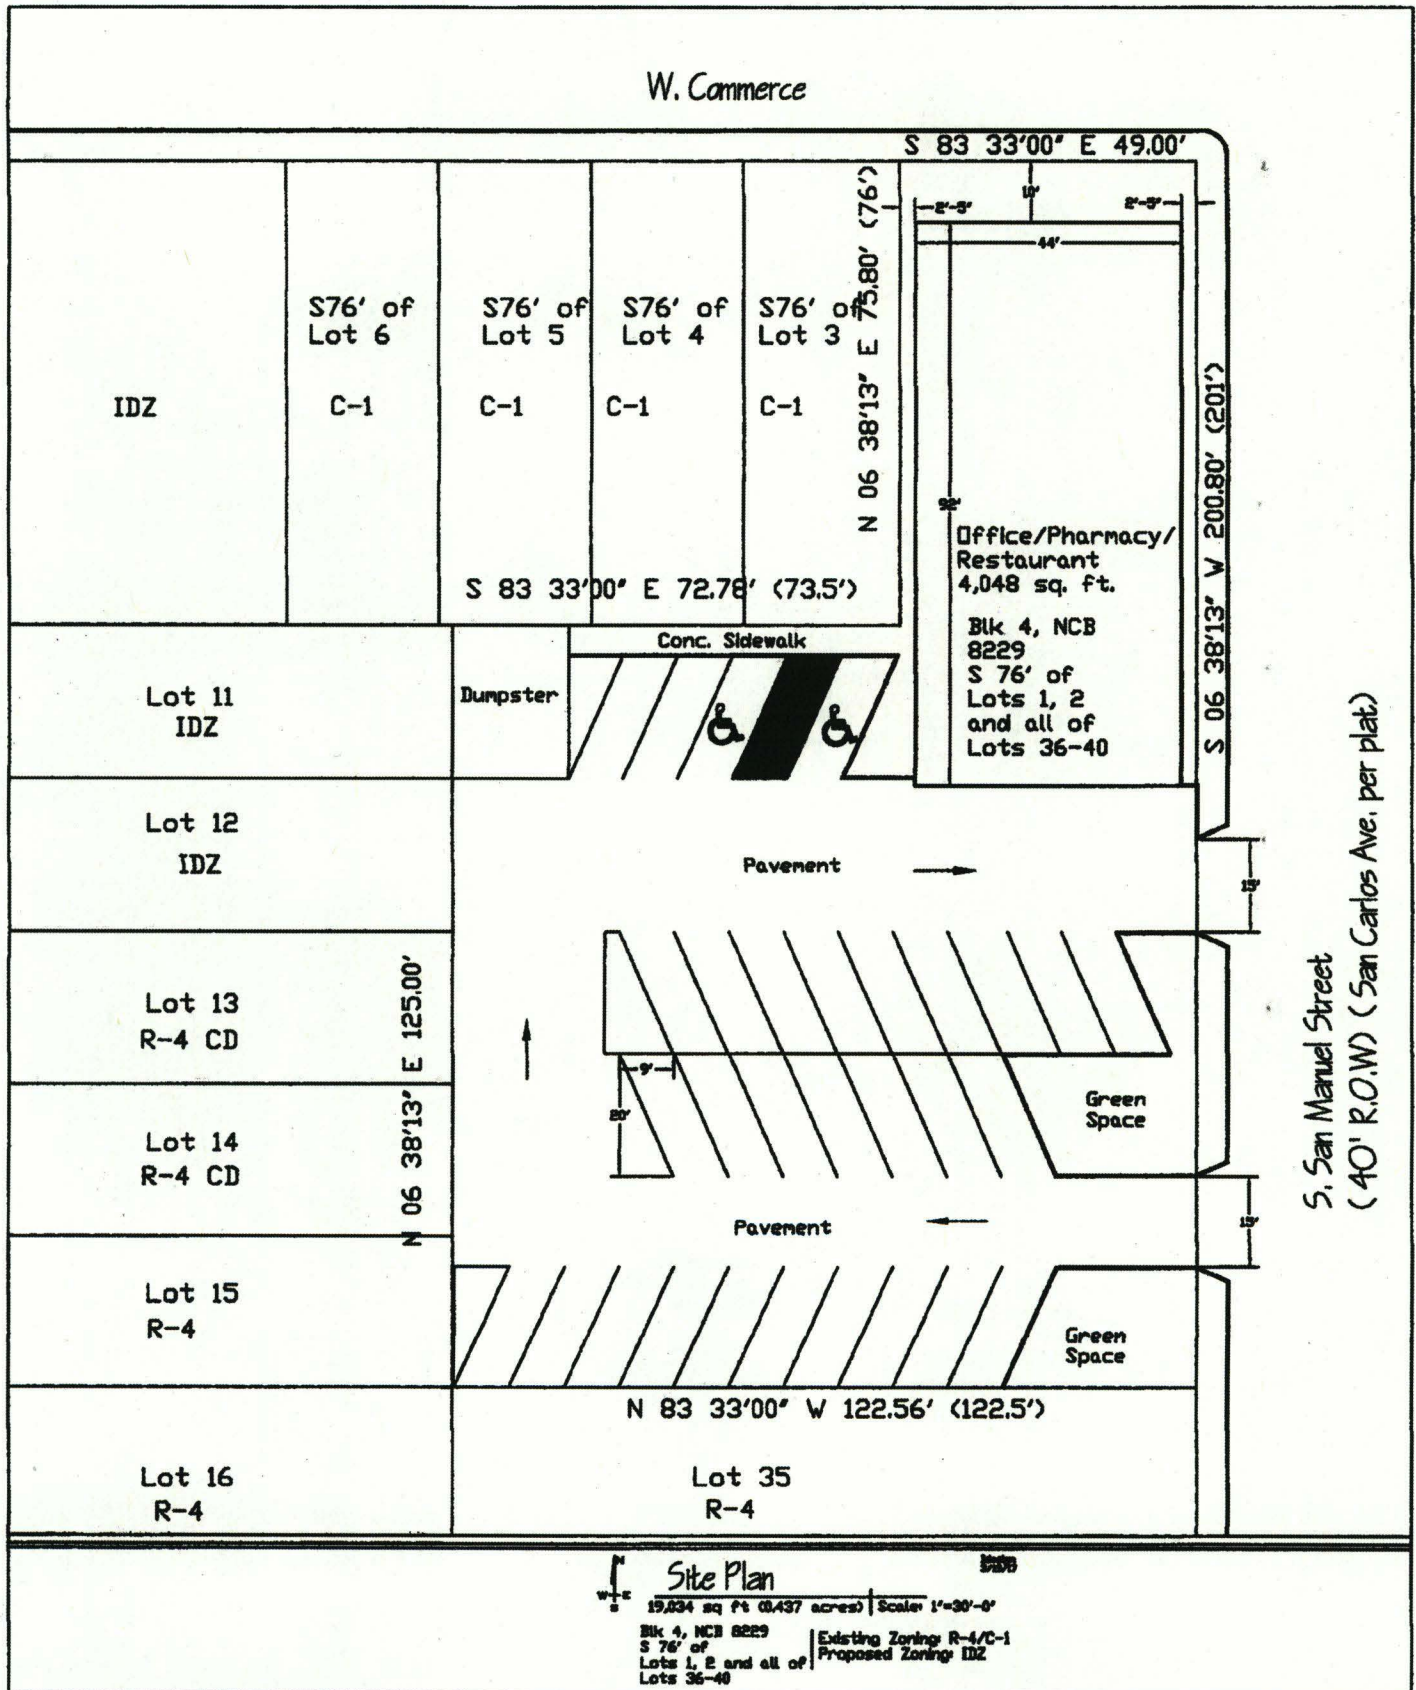 W. Commerce
S 83 33'00" E 49.00'
N 06 38'13" E 75.80' (76')
2'-5"
10'
2'-5"
44'
S76' of
Lot 6
C-1
S76' of
Lot 5
C-1
S76' of
Lot 4
C-1
S76' of
Lot 3
C-1
IDZ
S 06 38'13" W 200.80' (201')
92'
Office/Pharmacy/
Restaurant
4,048 sq. ft.
Blk 4, NCB
8229
S 76' of
Lots 1, 2
and all of
Lots 36-40
S 83 33'00" E 72.78' (73.5')
Conc. Sidewalk
Dumpster
Lot 11
IDZ
Lot 12
IDZ
Pavement
15'
S. San Manuel Street
(40' R.O.W) (San Carlos Ave. per plat)
N 06 38'13" E 125.00'
Lot 13
R-4 CD
9'
20'
Green
Space
Lot 14
R-4 CD
Pavement
15'
Lot 15
R-4
Green
Space
N 83 33'00" W 122.56' (122.5')
Lot 16
R-4
Lot 35
R-4
N
W E
S
Site Plan
19,034 sq ft (0.437 acres) Scale: 1"=30'-0"
Blk 4, NCB 8229
S 76' of
Lots 1, 2 and all of
Lots 36-40
Existing Zoning: R-4/C-1
Proposed Zoning: IDZ